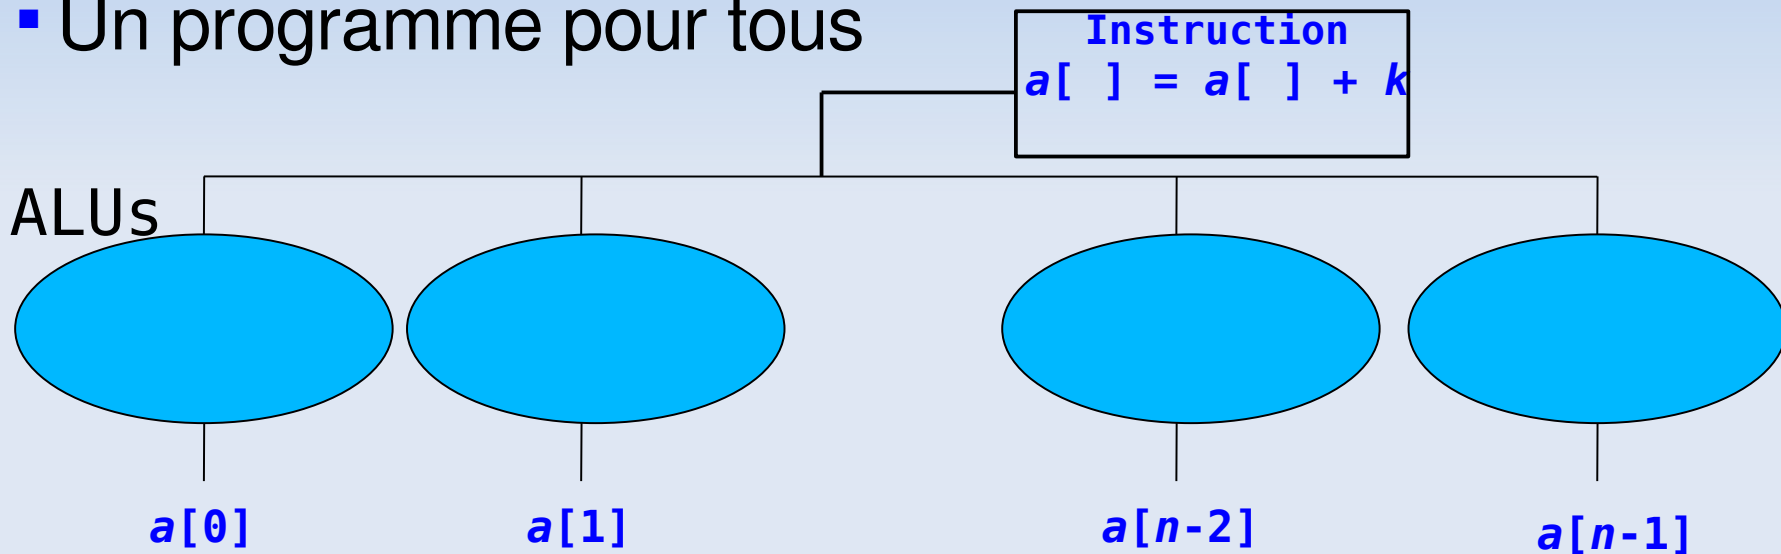 ▪ Un programme pour tous
Instruction
a[ ] = a[ ] + k
ALUs
a[0] a[1] a[n-2] a[n-1]